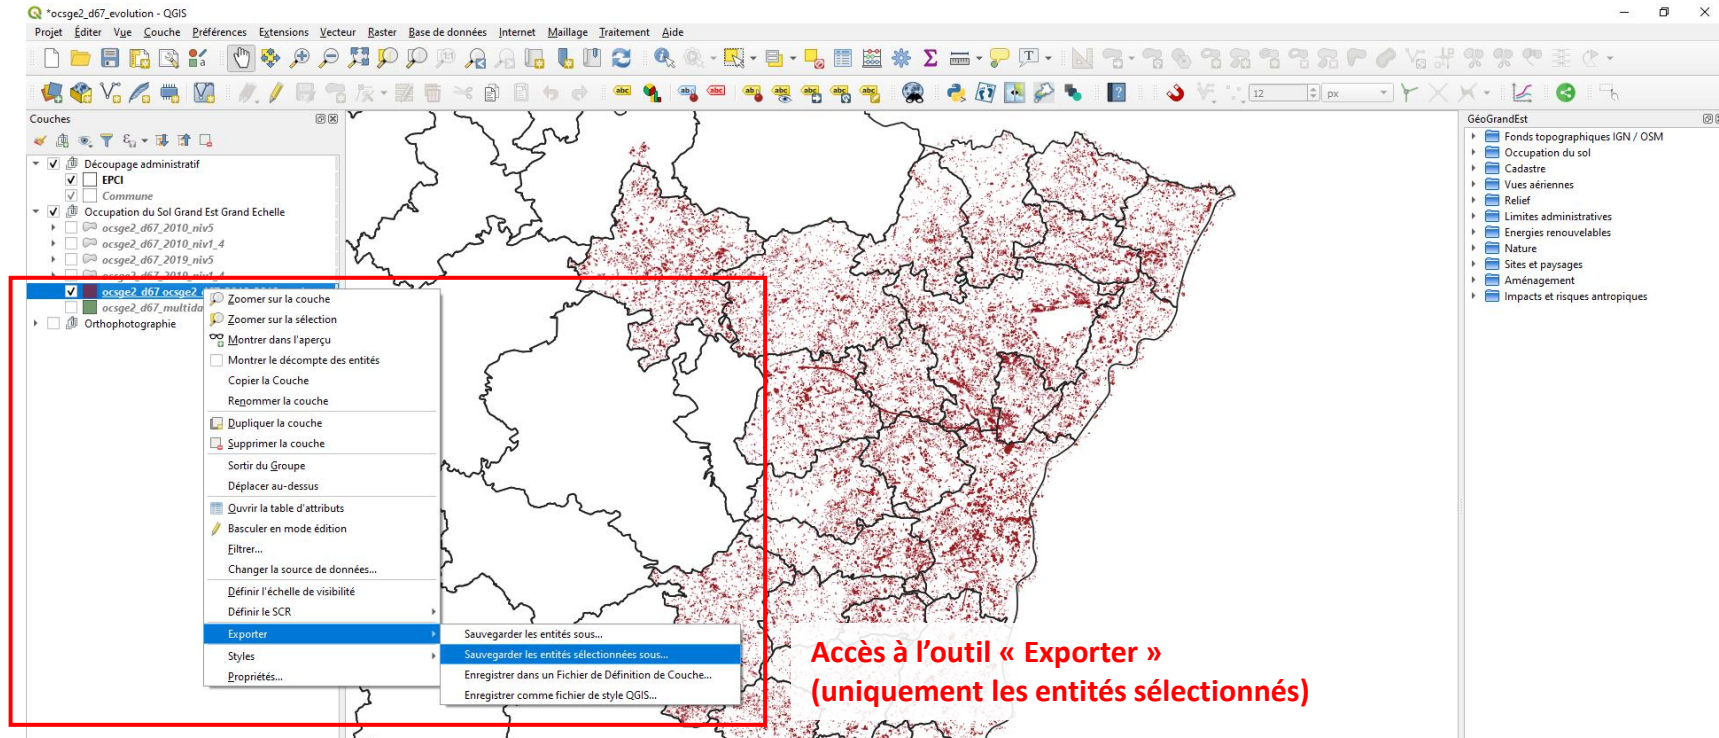 *ocsge2_d67_evolution - QGIS
Projet Éditer Vue Couche Préférences Extensions Vecteur Raster Base de données Internet Maillage Traitement Aide
12 px
Couches
Découpage administratif
EPCI
Commune
Occupation du Sol Grand Est Grand Echelle
ocsge2_d67_2010_niv5
ocsge2_d67_2010_niv1_4
ocsge2_d67_2019_niv5
ocsge2_d67_2019_niv1_4
ocsge2_d67 ocsge2
ocsge2_d67_multida
Orthophotographie
Zoomer sur la couche
Zoomer sur la sélection
Montrer dans l'aperçu
Montrer le décompte des entités
Copier la Couche
Renommer la couche
Dupliquer la couche
Supprimer la couche
Sortir du Groupe
Déplacer au-dessus
Ouvrir la table d'attributs
Basculer en mode édition
Filtrer...
Changer la source de données...
Définir l'échelle de visibilité
Définir le SCR
Exporter
Styles
Propriétés...
Sauvegarder les entités sous...
Sauvegarder les entités sélectionnées sous...
Enregistrer dans un Fichier de Définition de Couche...
Enregistrer comme fichier de style QGIS...
Accès à l'outil « Exporter »
(uniquement les entités sélectionnés)
GéoGrandEst
Fonds topographiques IGN / OSM
Occupation du sol
Cadastre
Vues aériennes
Relief
Limites administratives
Energies renouvelables
Nature
Sites et paysages
Aménagement
Impacts et risques antropiques